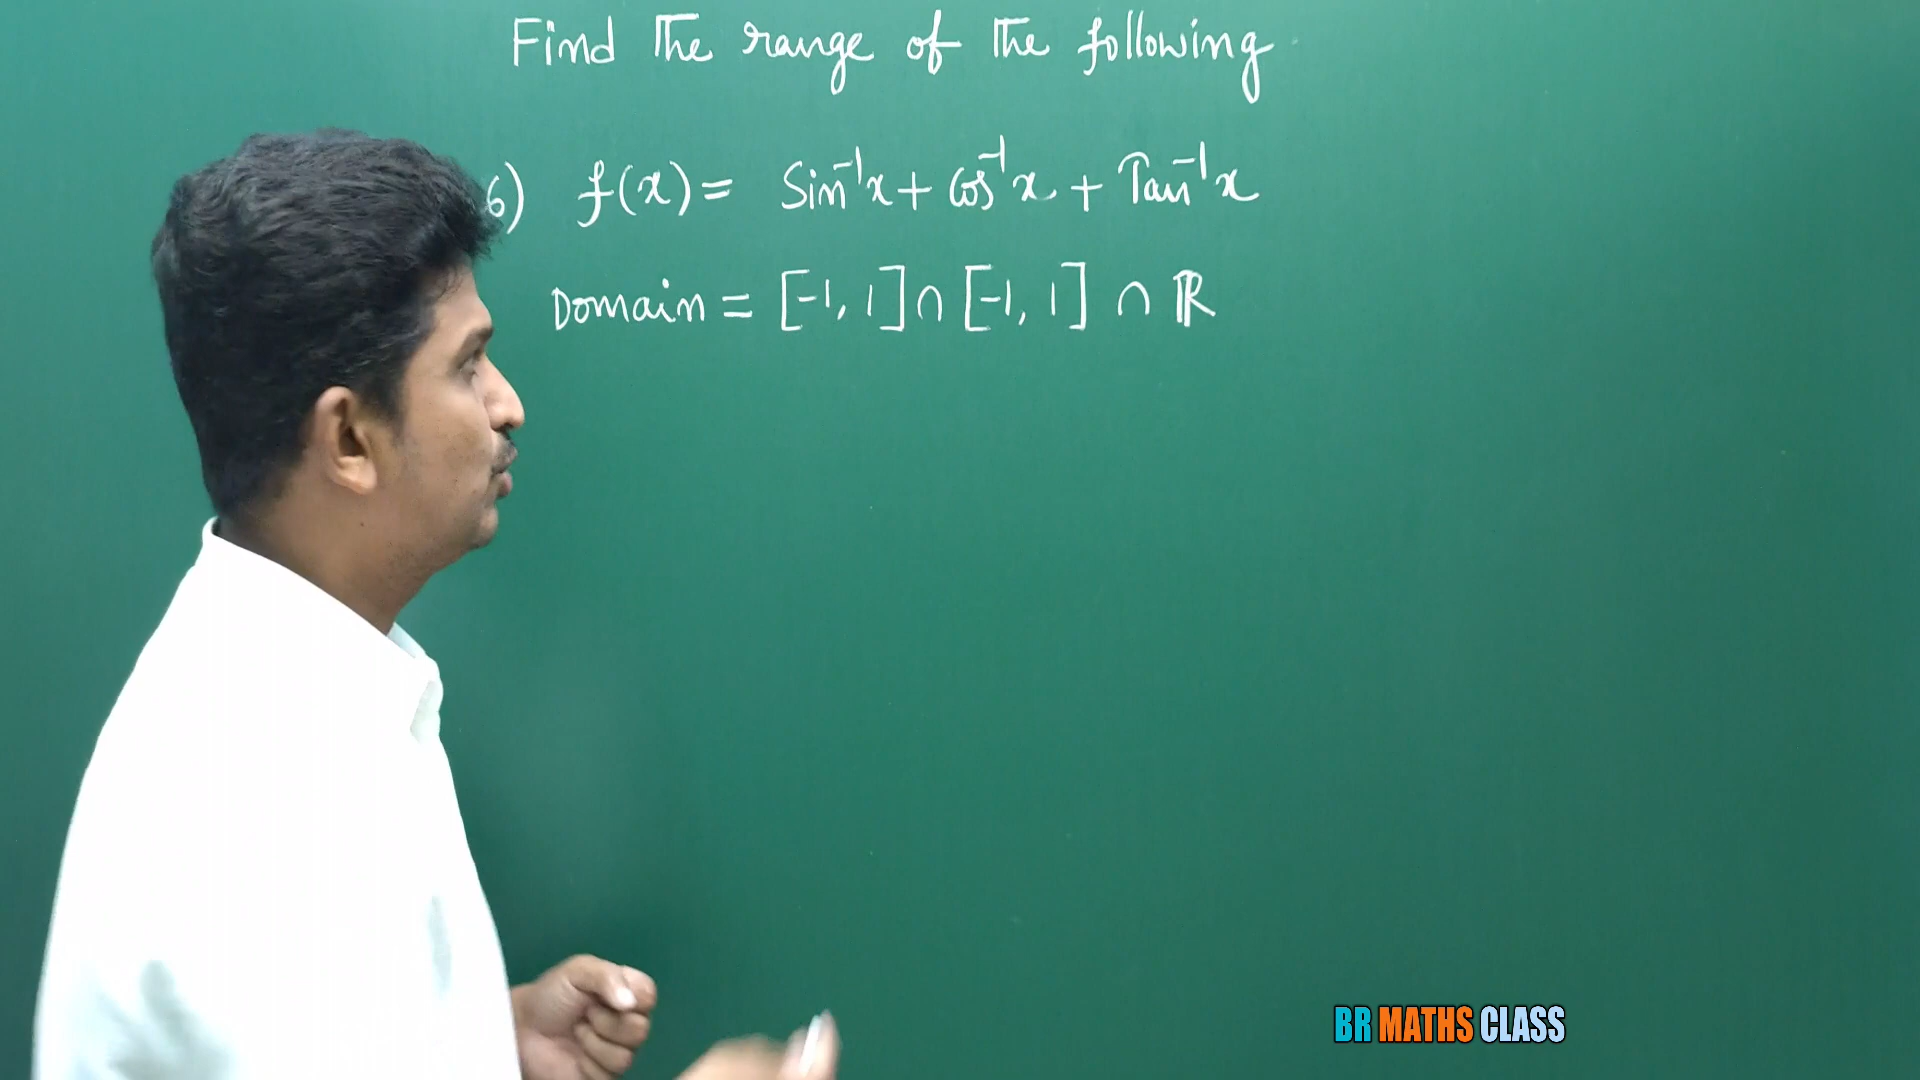 Find The range of The following
6) f(x) = Sin⁻¹x + Cos⁻¹x + Tan⁻¹x
Domain = [-1, 1] ∩ [-1, 1] ∩ ℝ
BR MATHS CLASS